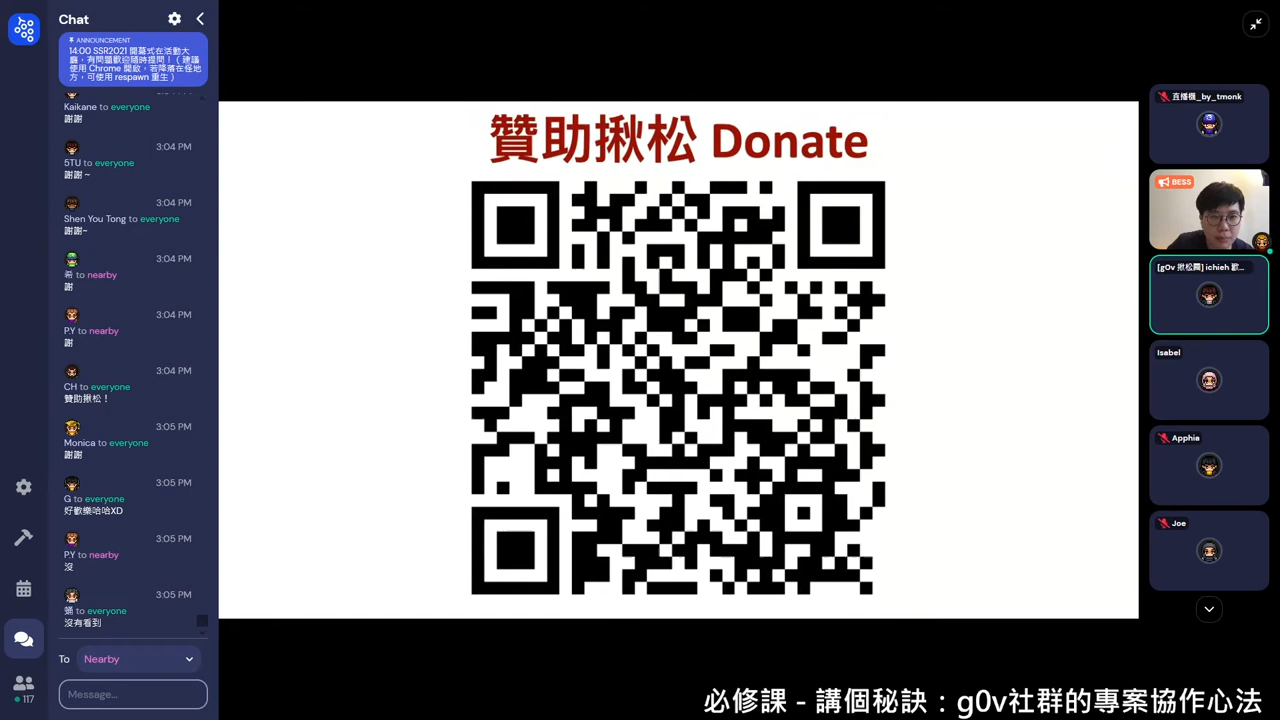 Chat
ANNOUNCEMENT
14:00 SSR2021 開幕式在活動大
廳，有問題歡迎隨時提問！（建議
使用 Chrome 開啟，若降落在怪地
方，可使用 respawn 重生）
Kaikane to everyone
謝謝
3:04 PM
5TU to everyone
謝謝～
3:04 PM
Shen You Tong to everyone
謝謝~
3:04 PM
希 to nearby
謝
3:04 PM
P.Y to nearby
謝
3:04 PM
CH to everyone
贊助揪松！
3:05 PM
Monica to everyone
謝謝
3:05 PM
G to everyone
好歡樂哈哈XD
3:05 PM
P.Y to nearby
沒
3:05 PM
to everyone
沒有看到
To Nearby
Message...
117
贊助揪松 Donate
直播機_by_tmonk
BESS
[g0v 揪松團] ichieh 歡...
Isabel
Apphia
Joe
必修課 - 講個秘訣：g0v社群的專案協作心法